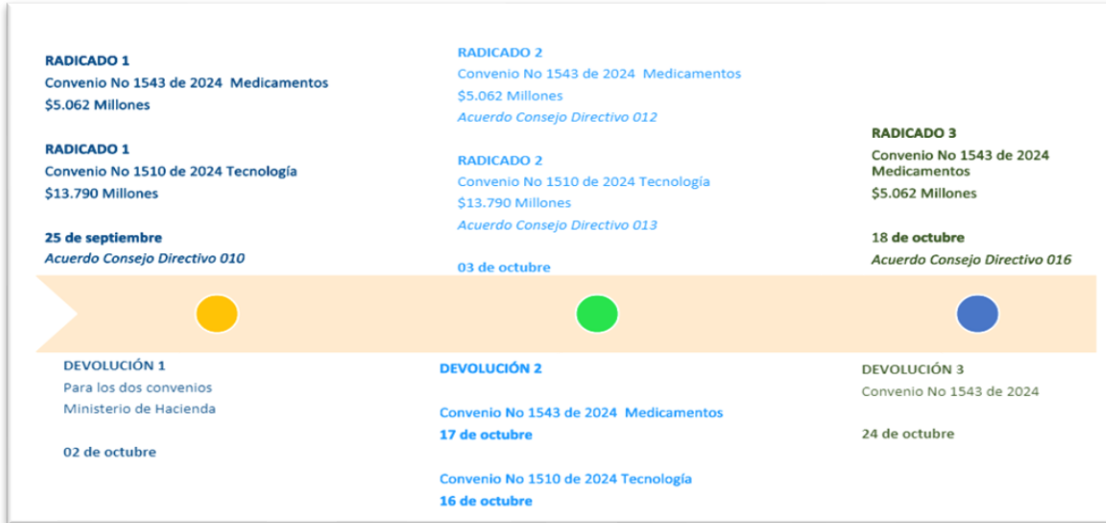 RADICADO 1
Convenio No 1543 de 2024  Medicamentos
$5.062 Millones
RADICADO 1
Convenio No 1510 de 2024 Tecnología
$13.790 Millones
25 de septiembre
Acuerdo Consejo Directivo 010
RADICADO 2
Convenio No 1543 de 2024  Medicamentos
$5.062 Millones
Acuerdo Consejo Directivo 012
RADICADO 2
Convenio No 1510 de 2024 Tecnología
$13.790 Millones
Acuerdo Consejo Directivo 013
03 de octubre
RADICADO 3
Convenio No 1543 de 2024
Medicamentos
$5.062 Millones
18 de octubre
Acuerdo Consejo Directivo 016
DEVOLUCIÓN 1
Para los dos convenios
Ministerio de Hacienda
02 de octubre
DEVOLUCIÓN 2
Convenio No 1543 de 2024  Medicamentos
17 de octubre
Convenio No 1510 de 2024 Tecnología
16 de octubre
DEVOLUCIÓN 3
Convenio No 1543 de 2024
24 de octubre